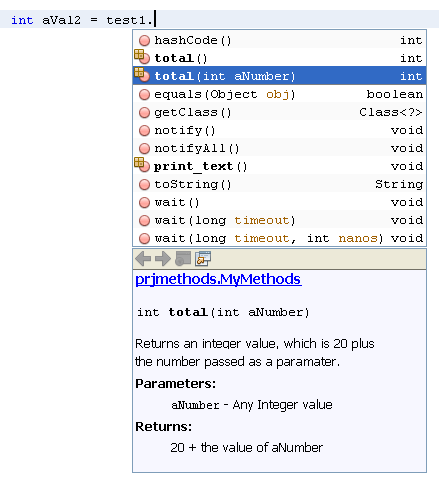 int aVal2 = test1.
hashCode() int
total() int
total(int aNumber) int
equals(Object obj) boolean
getClass() Class<?>
notify() void
notifyAll() void
print_text() void
toString() String
wait() void
wait(long timeout) void
wait(long timeout, int nanos) void
prjmethods.MyMethods
int total(int aNumber)
Returns an integer value, which is 20 plus
the number passed as a paramater.
Parameters:
aNumber - Any Integer value
Returns:
20 + the value of aNumber